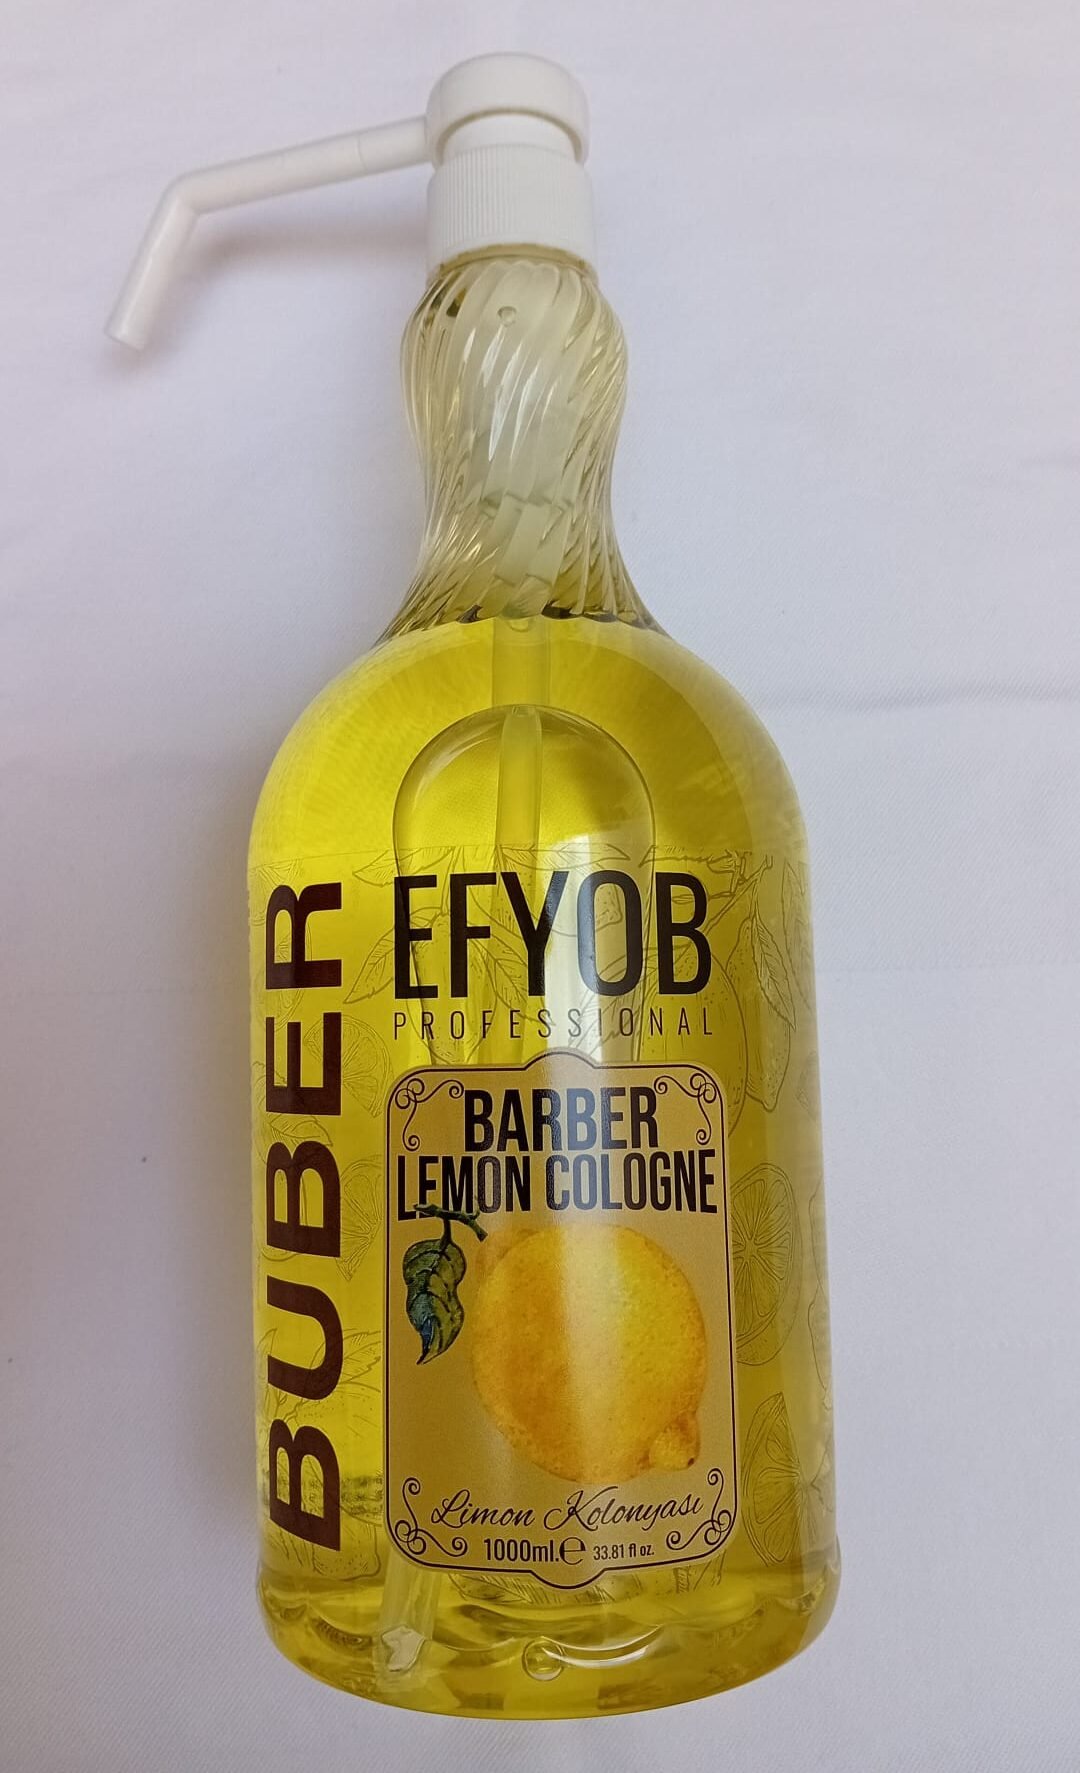 BUBER
EFYOB
PROFESSIONAL
BARBER
LEMON COLOGNE
Limon Kolonyası
1000ml.℮ 33.81 fl oz.